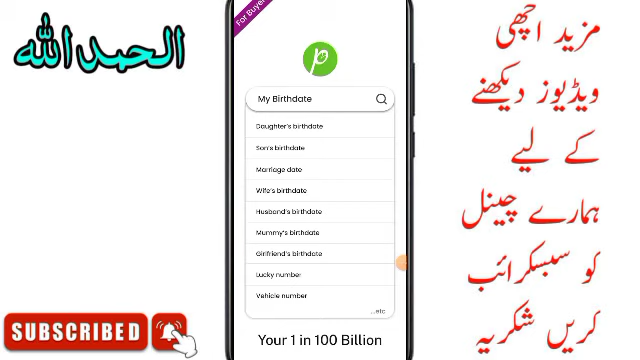 الحمداللہ
For Buyer
My Birthdate
Daughter's birthdate
Son's birthdate
Marriage date
Wife's birthdate
Husband's birthdate
Mummy's birthdate
Girlfriend's birthdate
Lucky number
Vehicle number
...etc
Your 1 in 100 Billion
SUBSCRIBED
مزید اچھی
ویڈیوز دیکھنے
کے لیے
ہمارے چینل
کو سبسکرائب
کریں شکریہ